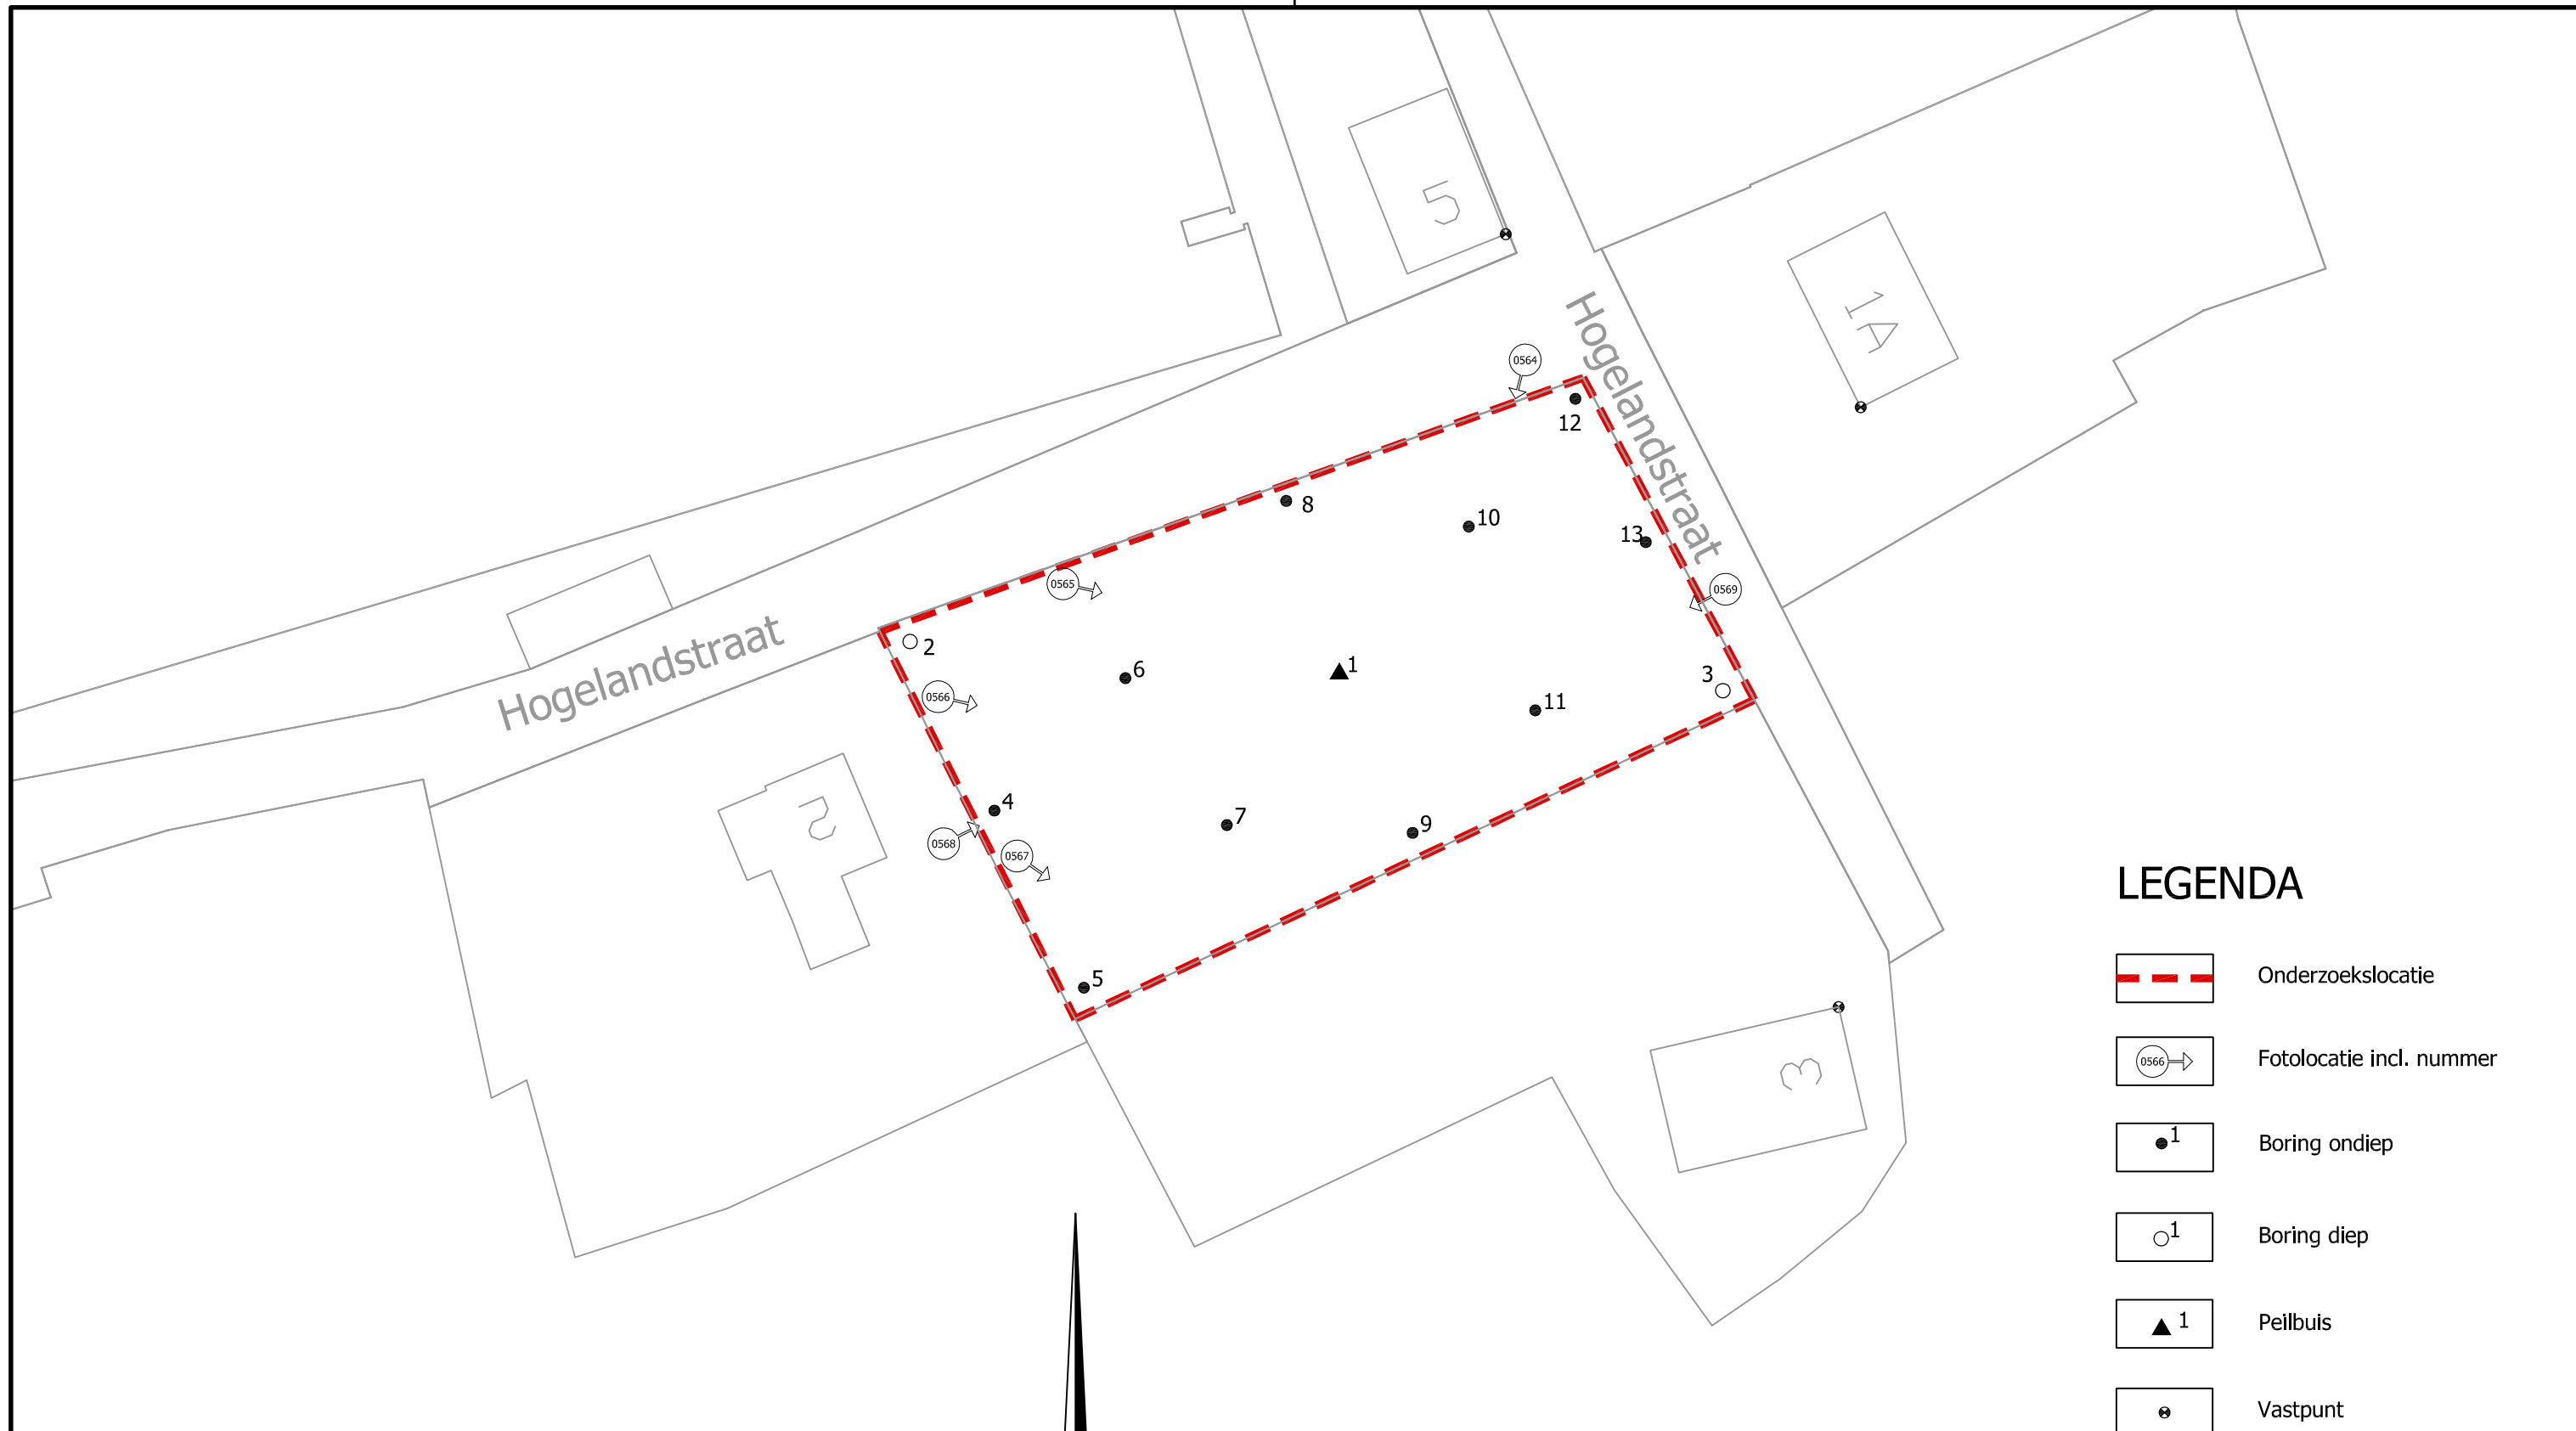 5
1A
Hogelandstraat
0564
12
8
10
13
0565
0569
2
Hogelandstraat
6
1
3
0566
11
5
4
7
9
0568
0567
5
3
LEGENDA
Onderzoekslocatie
0566
Fotolocatie incl. nummer
1
Boring ondiep
1
Boring diep
1
Peilbuis
Vastpunt